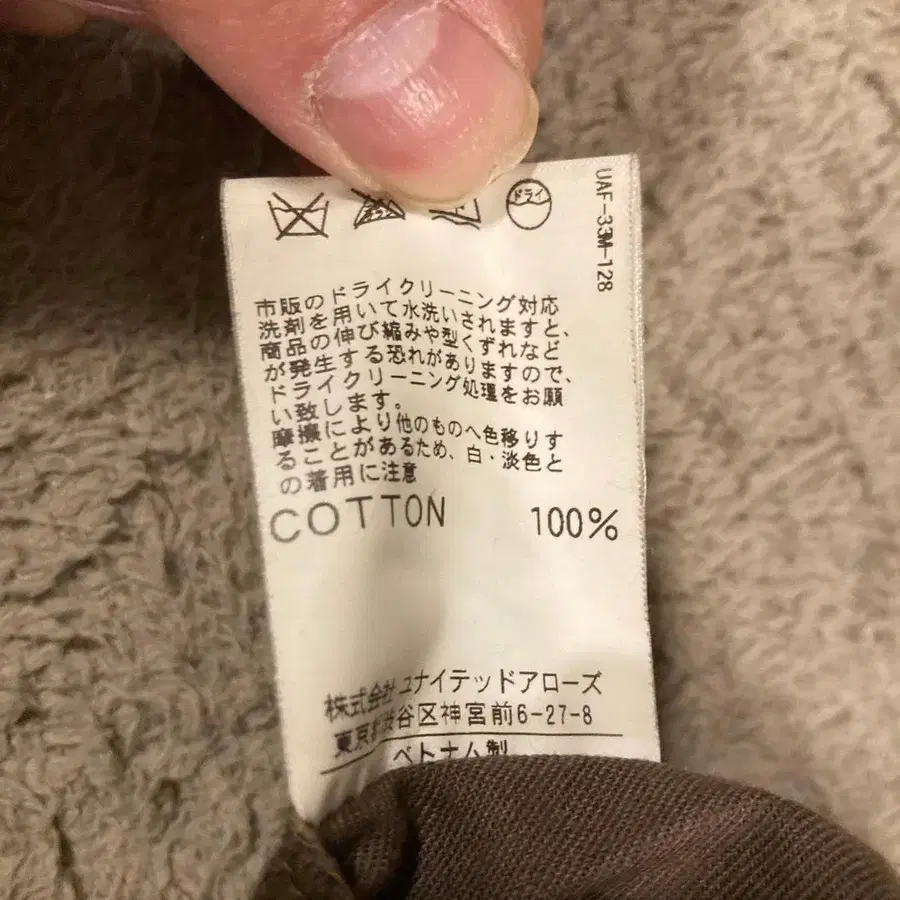 ドライ
UAF-33M-128
市販のドライクリーニング対応
洗剤を用いて水洗いされますと、
商品の伸び縮みや型くずれなど
が発生する恐れがありますので、
ドライクリーニング処理をお願
い致します。
摩擦により他のものへ色移りす
ることがあるため、白・淡色と
の着用に注意
COTTON 100%
株式会社 ユナイテッドアローズ
東京都渋谷区神宮前6-27-8
ベトナム製